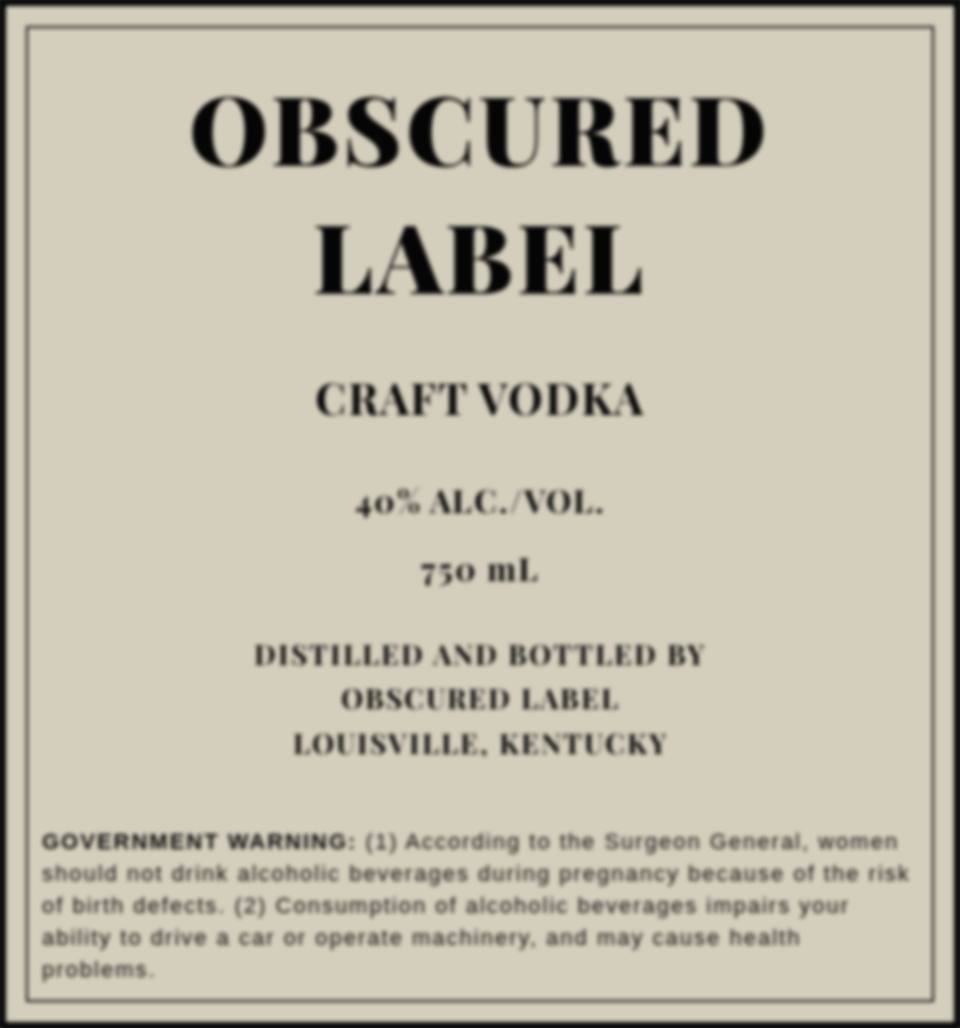 OBSCURED
LABEL
CRAFT VODKA
40% ALC./VOL.
750 mL
DISTILLED AND BOTTLED BY
OBSCURED LABEL
LOUISVILLE, KENTUCKY
GOVERNMENT WARNING: (1) According to the Surgeon General, women
should not drink alcoholic beverages during pregnancy because of the risk
of birth defects. (2) Consumption of alcoholic beverages impairs your
ability to drive a car or operate machinery, and may cause health
problems.